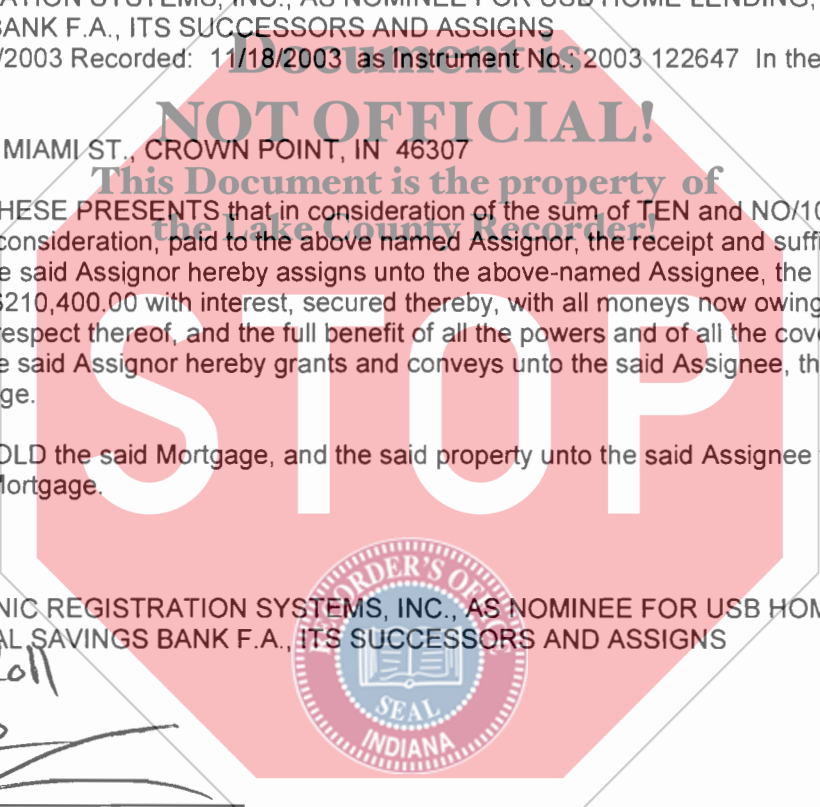 ATION SYSTEMS, INC., AS NOMINEE FOR USB HOME LENDING,
BANK F.A., ITS SUCCESSORS AND ASSIGNS
Document is
/2003 Recorded: 11/18/2003 as Instrument No.: 2003 122647 In the
NOT OFFICIAL!
MIAMI ST., CROWN POINT, IN 46307
This Document is the property of
HESE PRESENTS that in consideration of the sum of TEN and NO/10
the Lake County Recorder!
consideration, paid to the above named Assignor, the receipt and suffi
e said Assignor hereby assigns unto the above-named Assignee, the
$210,400.00 with interest, secured thereby, with all moneys now owing
respect thereof, and the full benefit of all the powers and of all the cove
e said Assignor hereby grants and conveys unto the said Assignee, th
ge.
STOP
OLD the said Mortgage, and the said property unto the said Assignee
Mortgage.
RECORDER'S OFFICE
NIC REGISTRATION SYSTEMS, INC., AS NOMINEE FOR USB HOM
AL SAVINGS BANK F.A., ITS SUCCESSORS AND ASSIGNS
SEAL
INDIANA